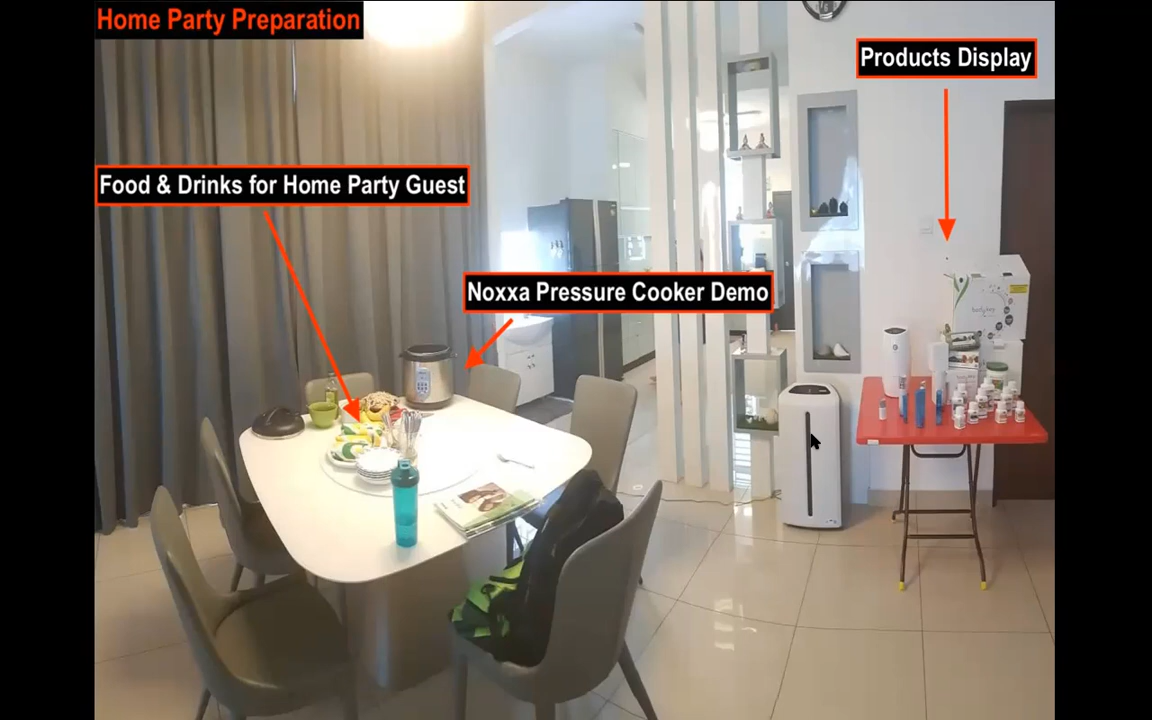 Home Party Preparation
Products Display
Food & Drinks for Home Party Guest
Noxxa Pressure Cooker Demo